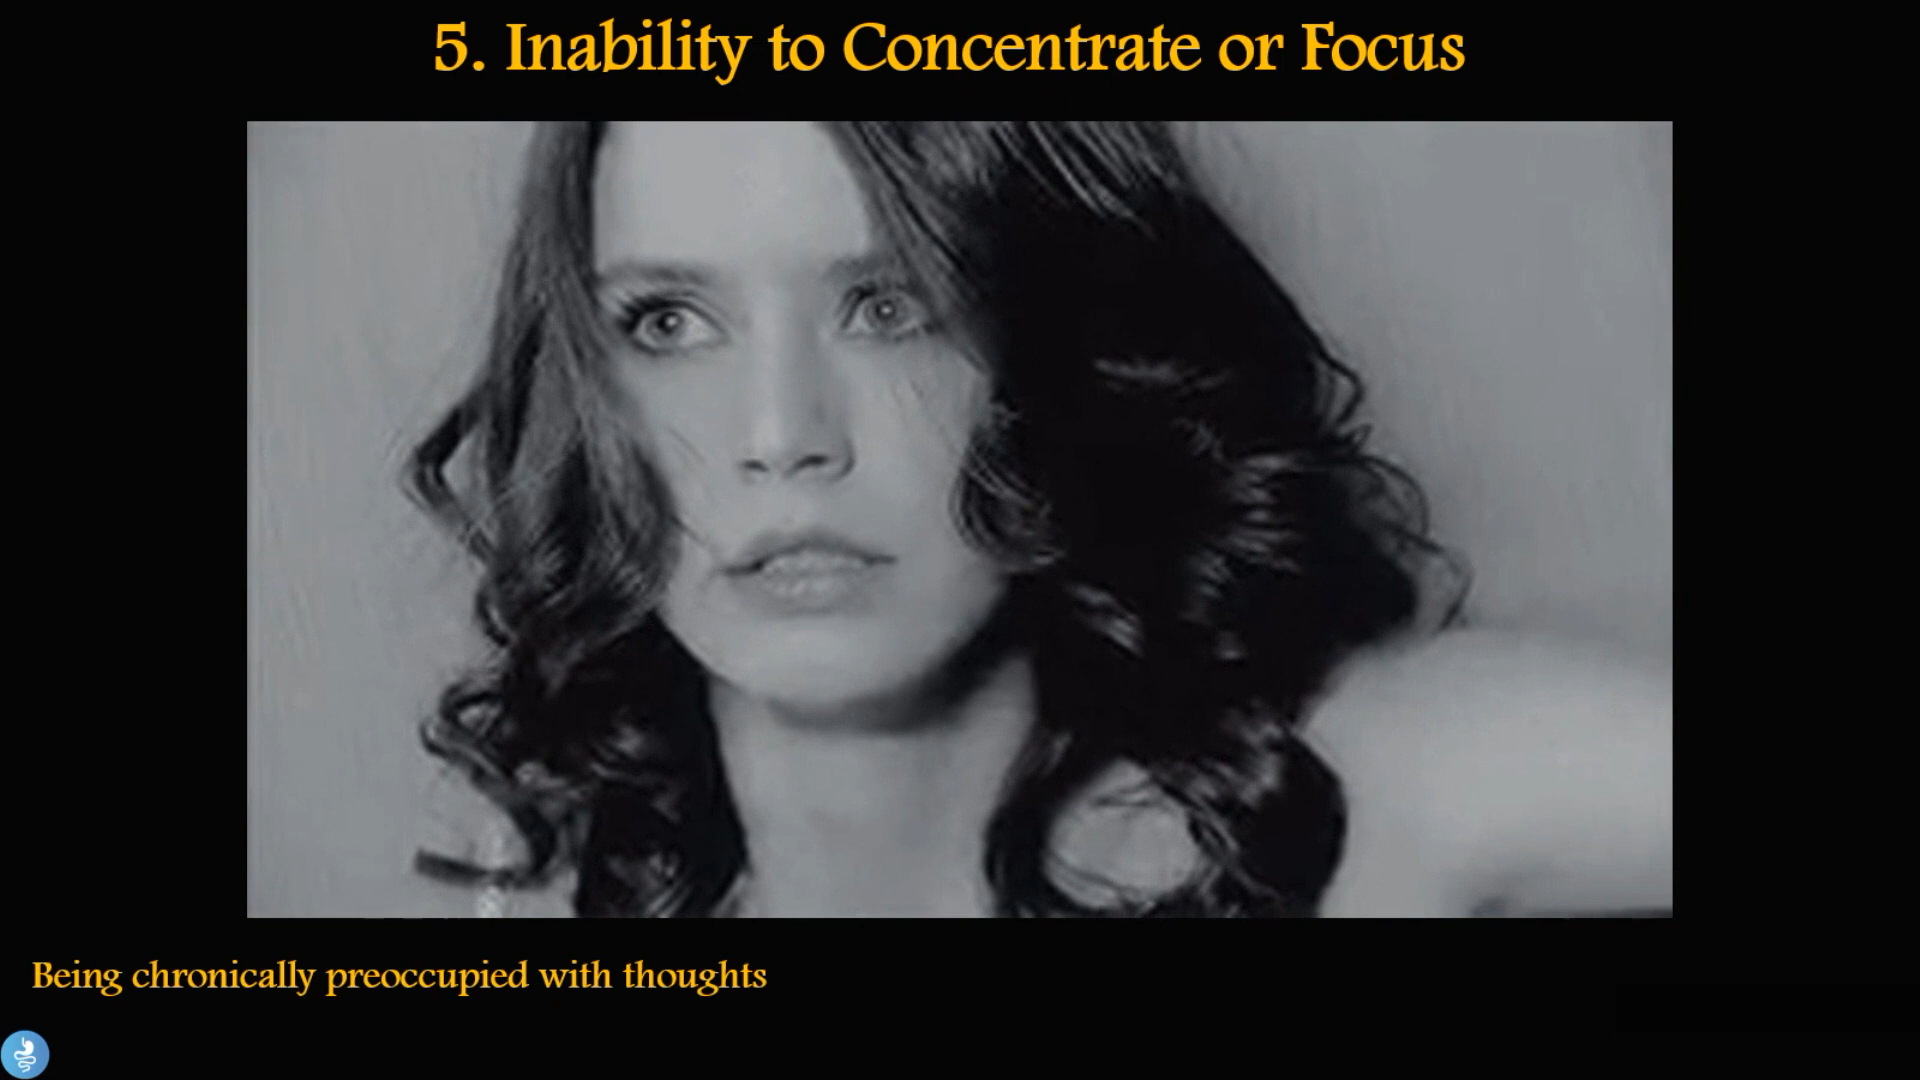 5. Inability to Concentrate or Focus
Being chronically preoccupied with thoughts